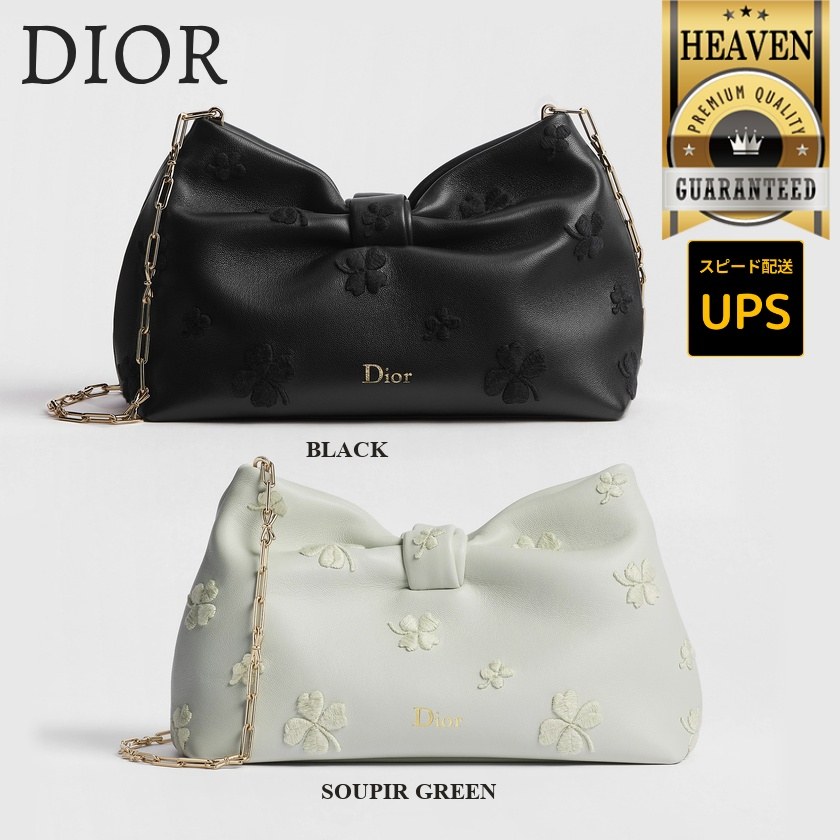 DIOR
HEAVEN
PREMIUM QUALITY
GUARANTEED
スピード配送
UPS
Dior
BLACK
Dior
SOUPIR GREEN